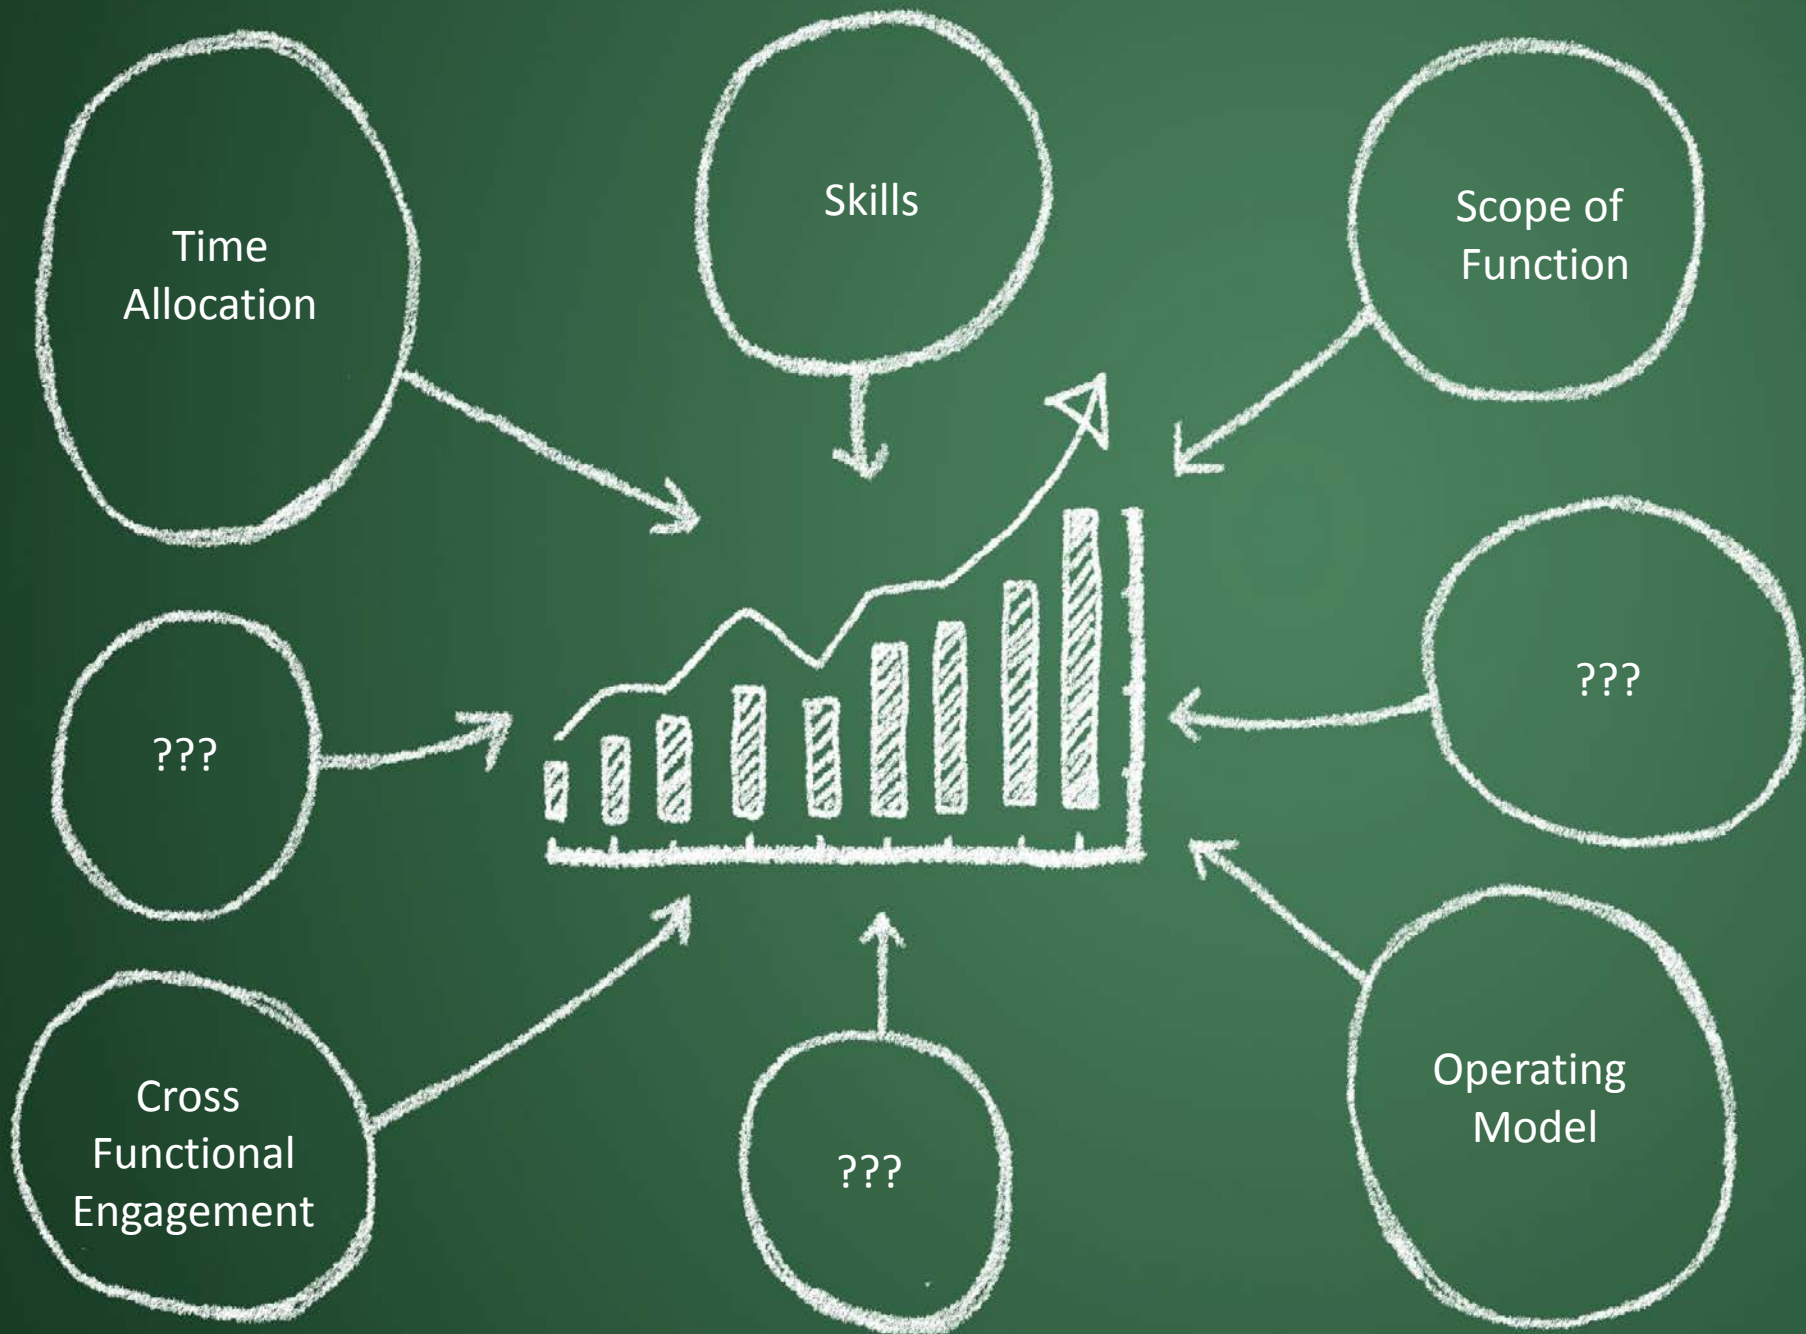 Time
Allocation
Skills
Scope of
Function
???
???
Cross
Functional
Engagement
???
Operating
Model